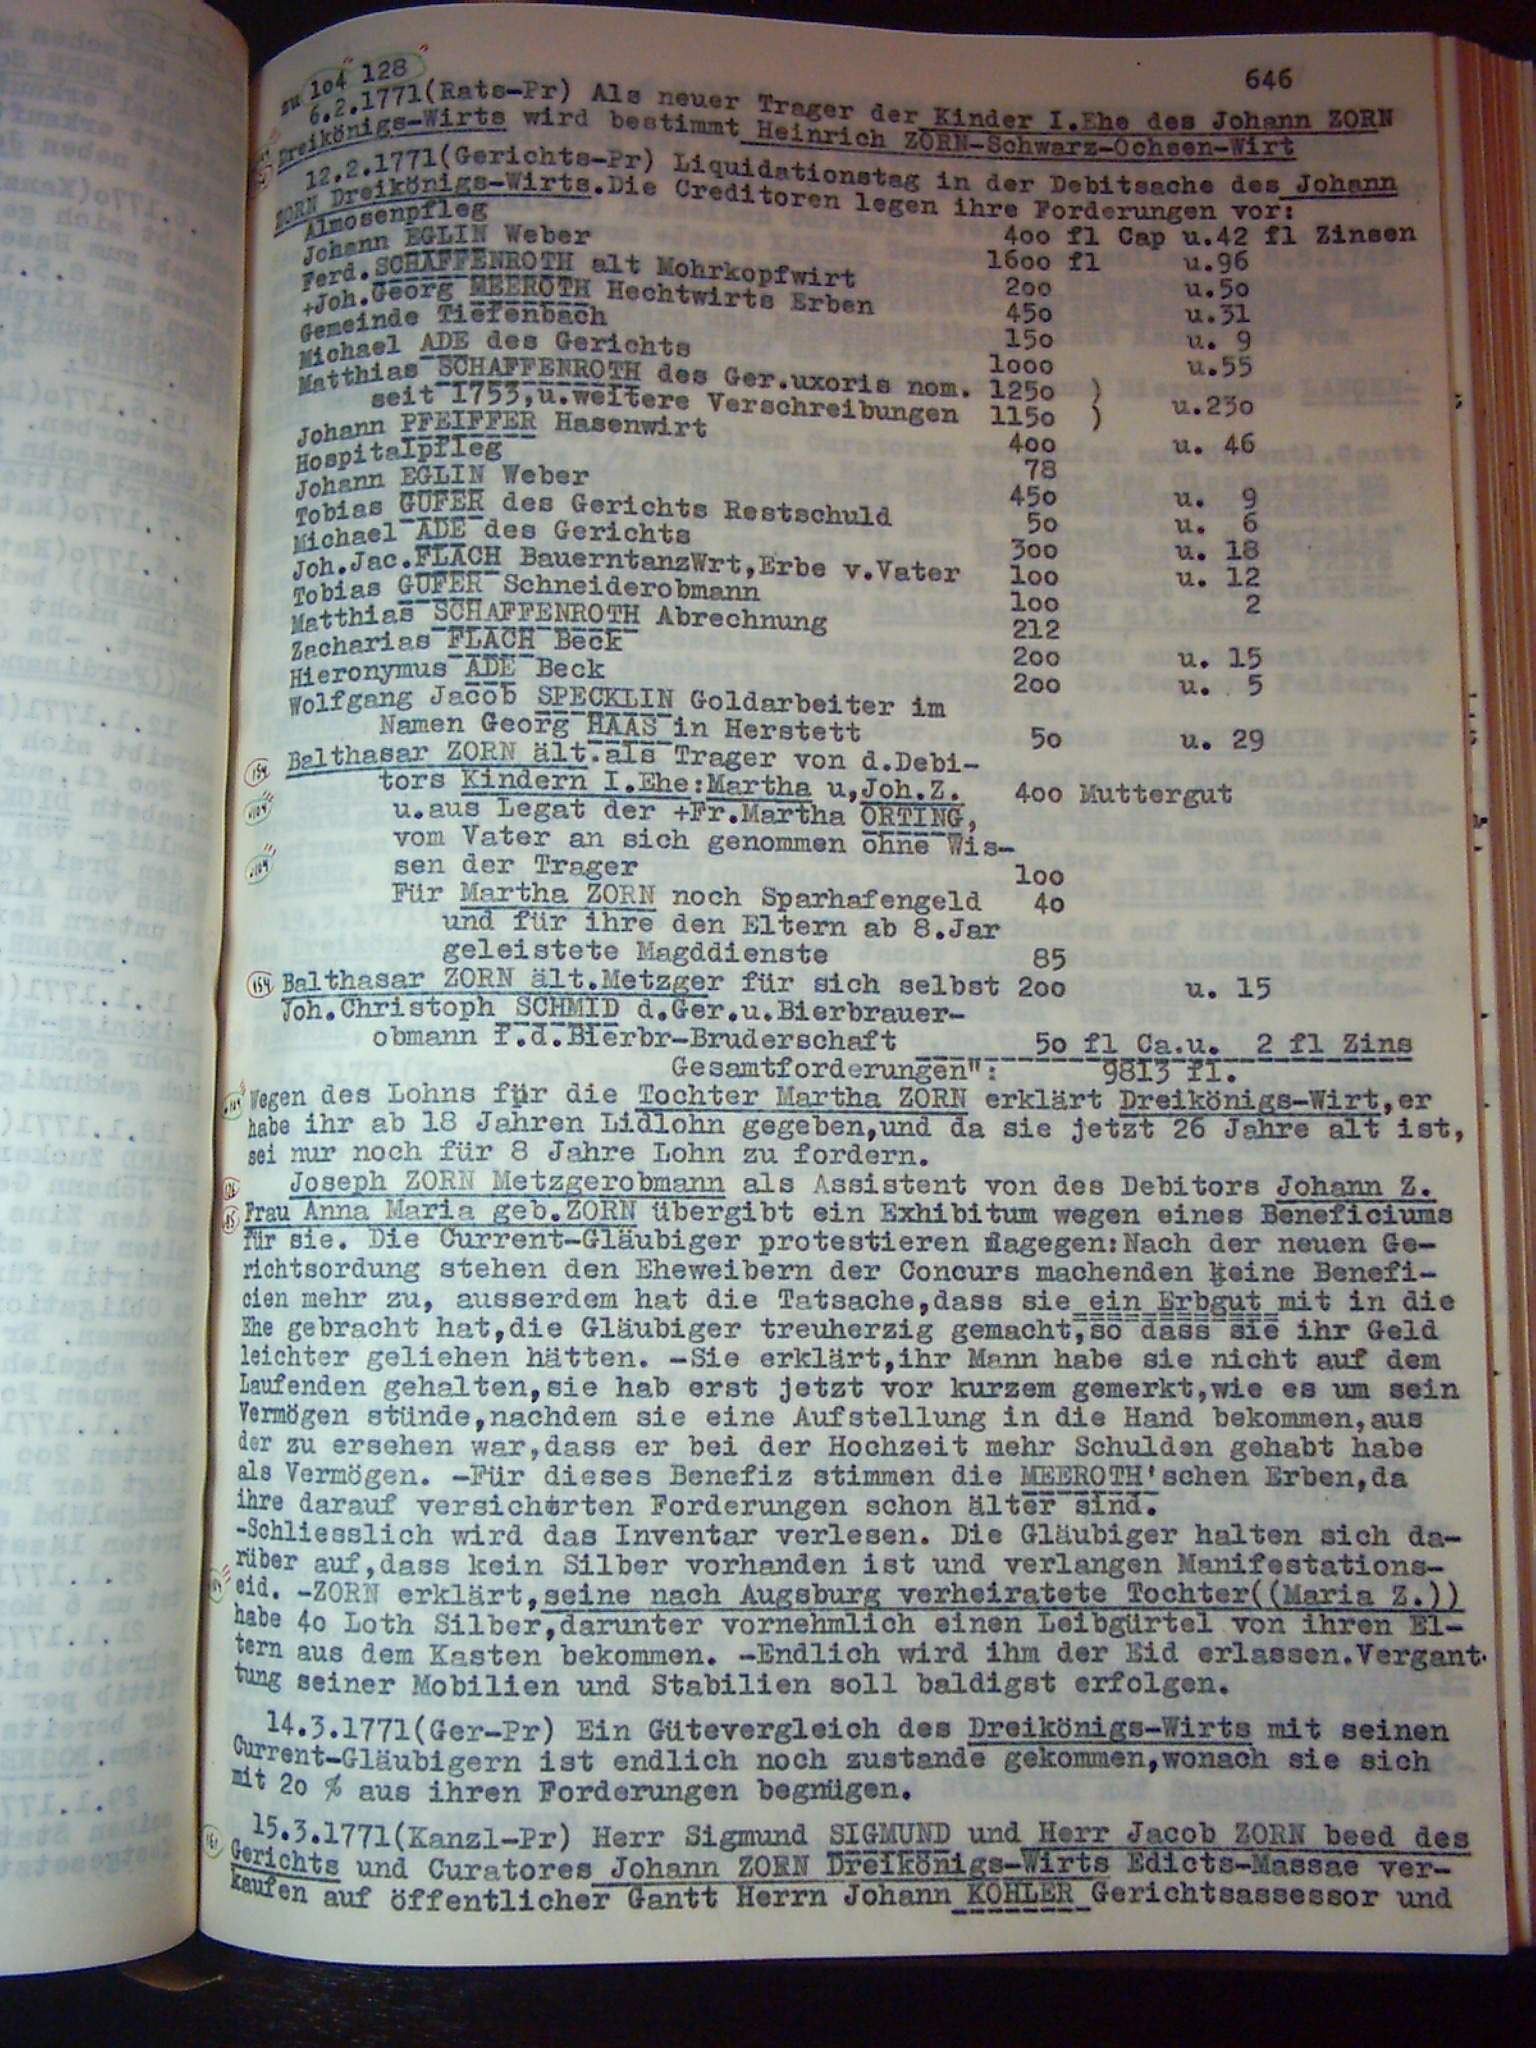 zu 104 128
646
6.2.1771(Rats-Pr) Als neuer Trager der Kinder I.Ehe des Johann ZORN
Dreikönigs-Wirts wird bestimmt Heinrich ZORN-Schwarz-Ochsen-Wirt
12.2.1771(Gerichts-Pr) Liquidationstag in der Debitsache des Johann
ZORN Dreikönigs-Wirts.Die Creditoren legen ihre Forderungen vor:
Almosenpfleg 400 fl Cap u.42 fl Zinsen
Johann EGLIN Weber 1600 fl u.96
Ferd.SCHAFFENROTH alt Mohrkopfwirt 200 u.50
+Joh.Georg MEEROTH Hechtwirts Erben 450 u.31
Gemeinde Tiefenbach 150 u. 9
Michael ADE des Gerichts 1000 u.55
Matthias SCHAFFENROTH des Ger.uxoris nom. 1250 )
seit 1753,u.weitere Verschreibungen 1150 ) u.230
Johann PFEIFFER Hasenwirt 400 u. 46
Hospitalpfleg 78
Johann EGLIN Weber 450 u. 9
Tobias GUFER des Gerichts Restschuld 50 u. 6
Michael ADE des Gerichts 300 u. 18
Joh.Jac.FLACH BauerntanzWrt,Erbe v.Vater 100 u. 12
Tobias GUFER Schneiderobmann 100 2
Matthias SCHAFFENROTH Abrechnung 212
Zacharias FLACH Beck 200 u. 15
Hieronymus ADE Beck 200 u. 5
Wolfgang Jacob SPECKLIN Goldarbeiter im
Namen Georg HAAS in Herstett 50 u. 29
Balthasar ZORN ält.als Trager von d.Debi-
tors Kindern I.Ehe:Martha u,Joh.Z. 400 Muttergut
u.aus Legat der +Fr.Martha ORTING,
vom Vater an sich genommen ohne Wis-
sen der Trager 100
Für Martha ZORN noch Sparhafengeld 40
und für ihre den Eltern ab 8.Jar
geleistete Magddienste 85
154 Balthasar ZORN ält.Metzger für sich selbst 200 u. 15
Joh.Christoph SCHMID d.Ger.u.Bierbrauer-
obmann f.d.Bierbr-Bruderschaft 50 fl Ca.u. 2 fl Zins
Gesamtforderungen": 9813 fl.
Wegen des Lohns für die Tochter Martha ZORN erklärt Dreikönigs-Wirt,er
habe ihr ab 18 Jahren Lidlohn gegeben,und da sie jetzt 26 Jahre alt ist,
sei nur noch für 8 Jahre Lohn zu fordern.
Joseph ZORN Metzgerobmann als Assistent von des Debitors Johann Z.
Frau Anna Maria geb.ZORN übergibt ein Exhibitum wegen eines Beneficiums
für sie. Die Current-Gläubiger protestieren dagegen:Nach der neuen Ge-
richtsordung stehen den Eheweibern der Concurs machenden keine Benefi-
cien mehr zu, ausserdem hat die Tatsache,dass sie ein Erbgut mit in die
Ehe gebracht hat,die Gläubiger treuherzig gemacht,so dass sie ihr Geld
leichter geliehen hätten. -Sie erklärt,ihr Mann habe sie nicht auf dem
Laufenden gehalten,sie hab erst jetzt vor kurzem gemerkt,wie es um sein
Vermögen stünde,nachdem sie eine Aufstellung in die Hand bekommen,aus
der zu ersehen war,dass er bei der Hochzeit mehr Schulden gehabt habe
als Vermögen. -Für dieses Benefiz stimmen die MEEROTH'schen Erben,da
ihre darauf versicherten Forderungen schon älter sind.
-Schliesslich wird das Inventar verlesen. Die Gläubiger halten sich da-
rüber auf,dass kein Silber vorhanden ist und verlangen Manifestations-
eid. -ZORN erklärt,seine nach Augsburg verheiratete Tochter((Maria Z.))
habe 40 Loth Silber,darunter vornehmlich einen Leibgürtel von ihren El-
tern aus dem Kasten bekommen. -Endlich wird ihm der Eid erlassen.Vergant-
tung seiner Mobilien und Stabilien soll baldigst erfolgen.
14.3.1771(Ger-Pr) Ein Gütevergleich des Dreikönigs-Wirts mit seinen
Current-Gläubigern ist endlich noch zustande gekommen,wonach sie sich
mit 20 % aus ihren Forderungen begnügen.
15.3.1771(Kanzl-Pr) Herr Sigmund SIGMUND und Herr Jacob ZORN beed des
Gerichts und Curatores Johann ZORN Dreikönigs-Wirts Edicts-Massae ver-
kaufen auf öffentlicher Gantt Herrn Johann KOHLER Gerichtsassessor und